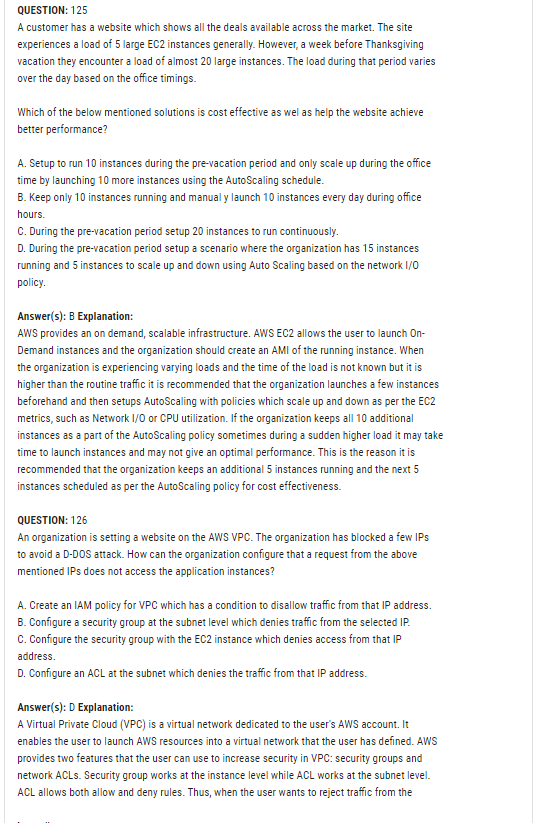 QUESTION: 125
A customer has a website which shows all the deals available across the market. The site
experiences a load of 5 large EC2 instances generally. However, a week before Thanksgiving
vacation they encounter a load of almost 20 large instances. The load during that period varies
over the day based on the office timings.
Which of the below mentioned solutions is cost effective as wel as help the website achieve
better performance?
A. Setup to run 10 instances during the pre-vacation period and only scale up during the office
time by launching 10 more instances using the AutoScaling schedule.
B. Keep only 10 instances running and manual y launch 10 instances every day during office
hours.
C. During the pre-vacation period setup 20 instances to run continuously.
D. During the pre-vacation period setup a scenario where the organization has 15 instances
running and 5 instances to scale up and down using Auto Scaling based on the network I/O
policy.
Answer(s): B Explanation:
AWS provides an on demand, scalable infrastructure. AWS EC2 allows the user to launch On-
Demand instances and the organization should create an AMI of the running instance. When
the organization is experiencing varying loads and the time of the load is not known but it is
higher than the routine traffic it is recommended that the organization launches a few instances
beforehand and then setups AutoScaling with policies which scale up and down as per the EC2
metrics, such as Network I/O or CPU utilization. If the organization keeps all 10 additional
instances as a part of the AutoScaling policy sometimes during a sudden higher load it may take
time to launch instances and may not give an optimal performance. This is the reason it is
recommended that the organization keeps an additional 5 instances running and the next 5
instances scheduled as per the AutoScaling policy for cost effectiveness.
QUESTION: 126
An organization is setting a website on the AWS VPC. The organization has blocked a few IPs
to avoid a D-DOS attack. How can the organization configure that a request from the above
mentioned IPs does not access the application instances?
A. Create an IAM policy for VPC which has a condition to disallow traffic from that IP address.
B. Configure a security group at the subnet level which denies traffic from the selected IP.
C. Configure the security group with the EC2 instance which denies access from that IP
address.
D. Configure an ACL at the subnet which denies the traffic from that IP address.
Answer(s): D Explanation:
A Virtual Private Cloud (VPC) is a virtual network dedicated to the user's AWS account. It
enables the user to launch AWS resources into a virtual network that the user has defined. AWS
provides two features that the user can use to increase security in VPC: security groups and
network ACLs. Security group works at the instance level while ACL works at the subnet level.
ACL allows both allow and deny rules. Thus, when the user wants to reject traffic from the